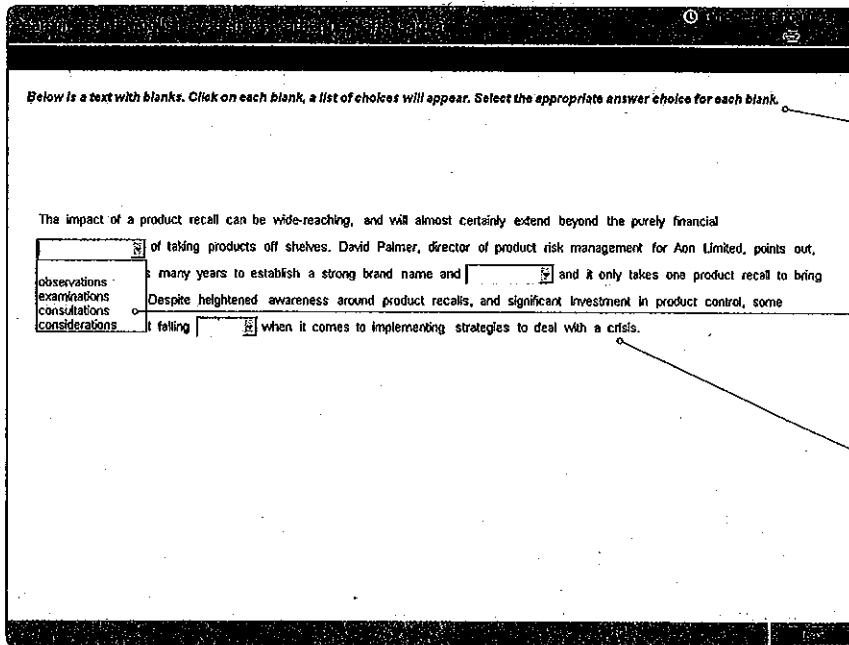 Below is a text with blanks. Click on each blank, a list of choices will appear. Select the appropriate answer choice for each blank.
The impact of a product recall can be wide-reaching, and will almost certainly extend beyond the purely financial
of taking products off shelves. David Palmer, director of product risk management for Aon Limited, points out,
many years to establish a strong brand name and and it only takes one product recall to bring
observations
examinations
Despite heightened awareness around product recalls, and significant investment in product control, some
consultations
considerations
falling when it comes to implementing strategies to deal with a crisis.